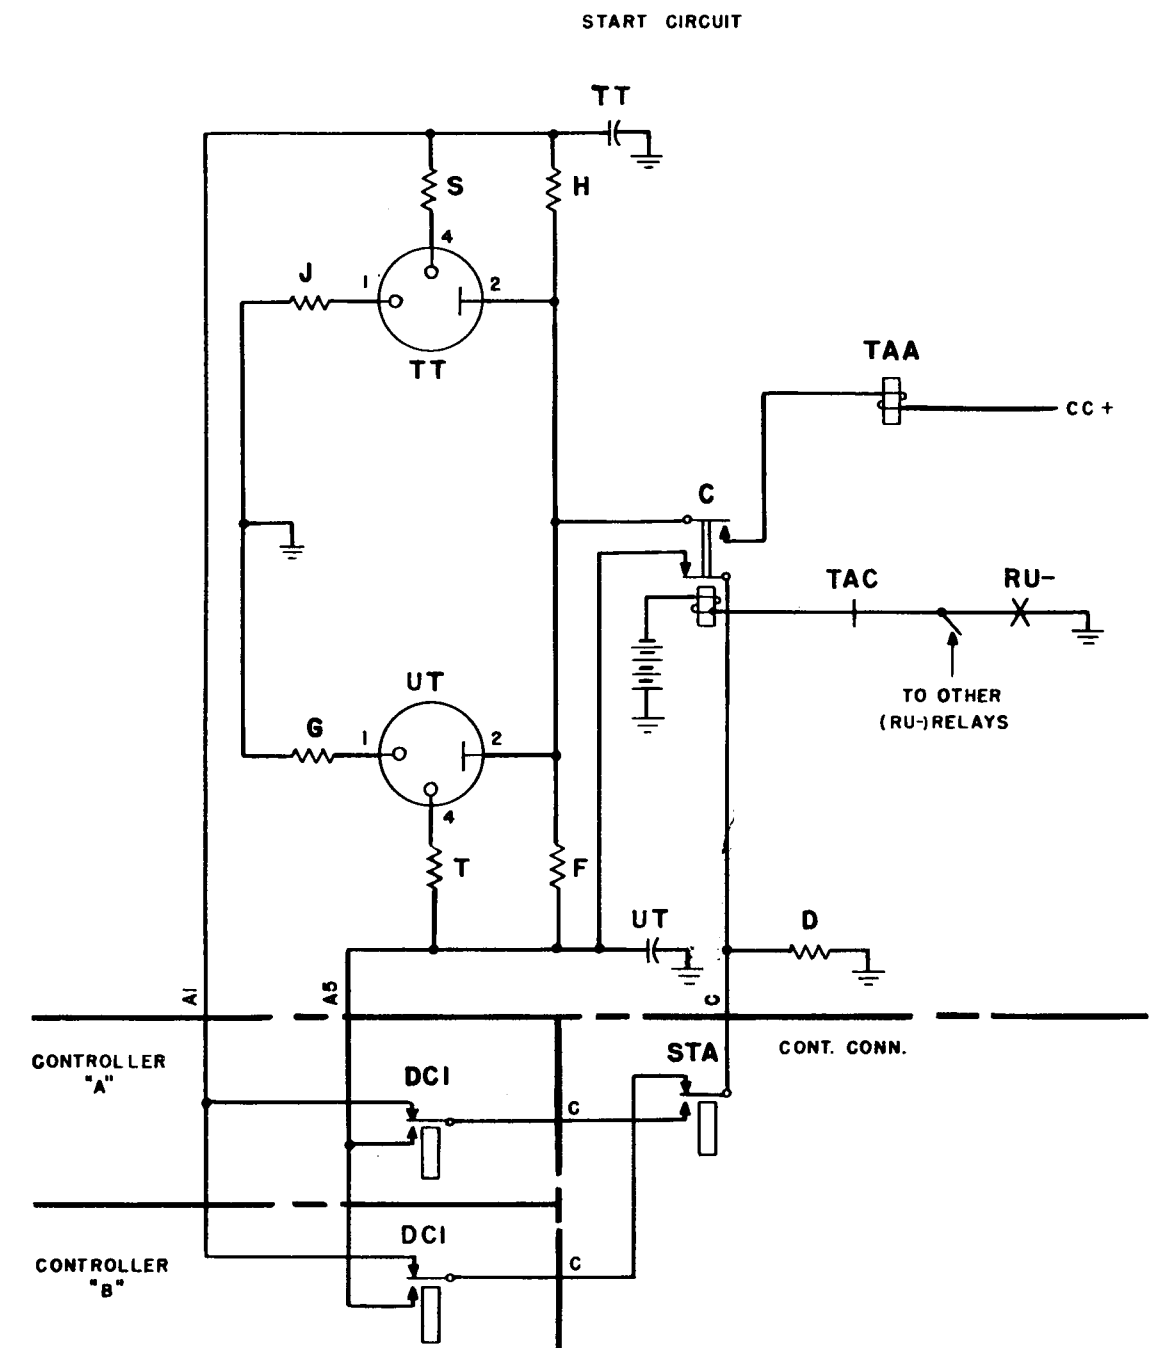 START CIRCUIT
TT
S
H
4
J
1
2
TT
TAA
CC +
C
TAC
RU-
UT
TO OTHER
(RU-) RELAYS
G
1
2
4
T
F
UT
D
A1
A5
C
CONTROLLER
"A"
STA
CONT. CONN.
DC1
C
DC1
CONTROLLER
"B"
C